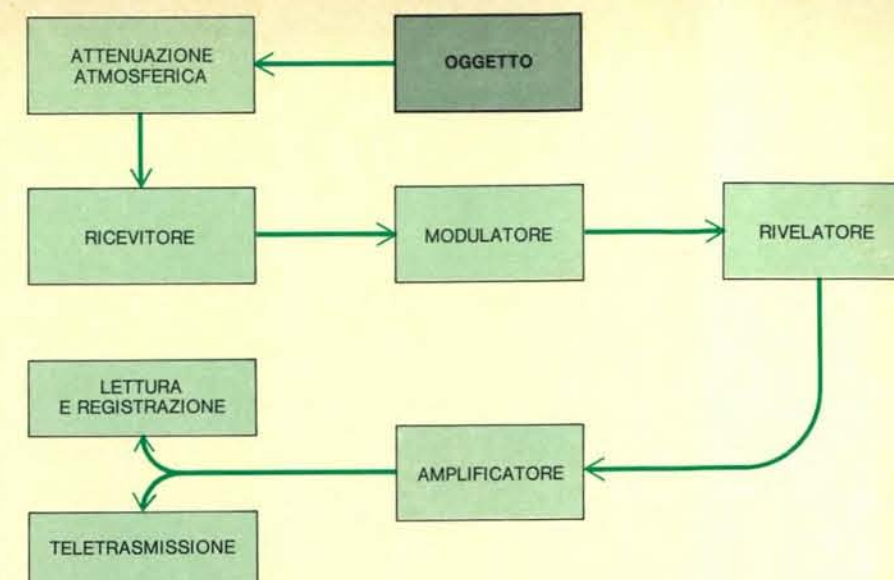 ATTENUAZIONE
ATMOSFERICA
OGGETTO
RICEVITORE
MODULATORE
RIVELATORE
LETTURA
E REGISTRAZIONE
AMPLIFICATORE
TELETRASMISSIONE